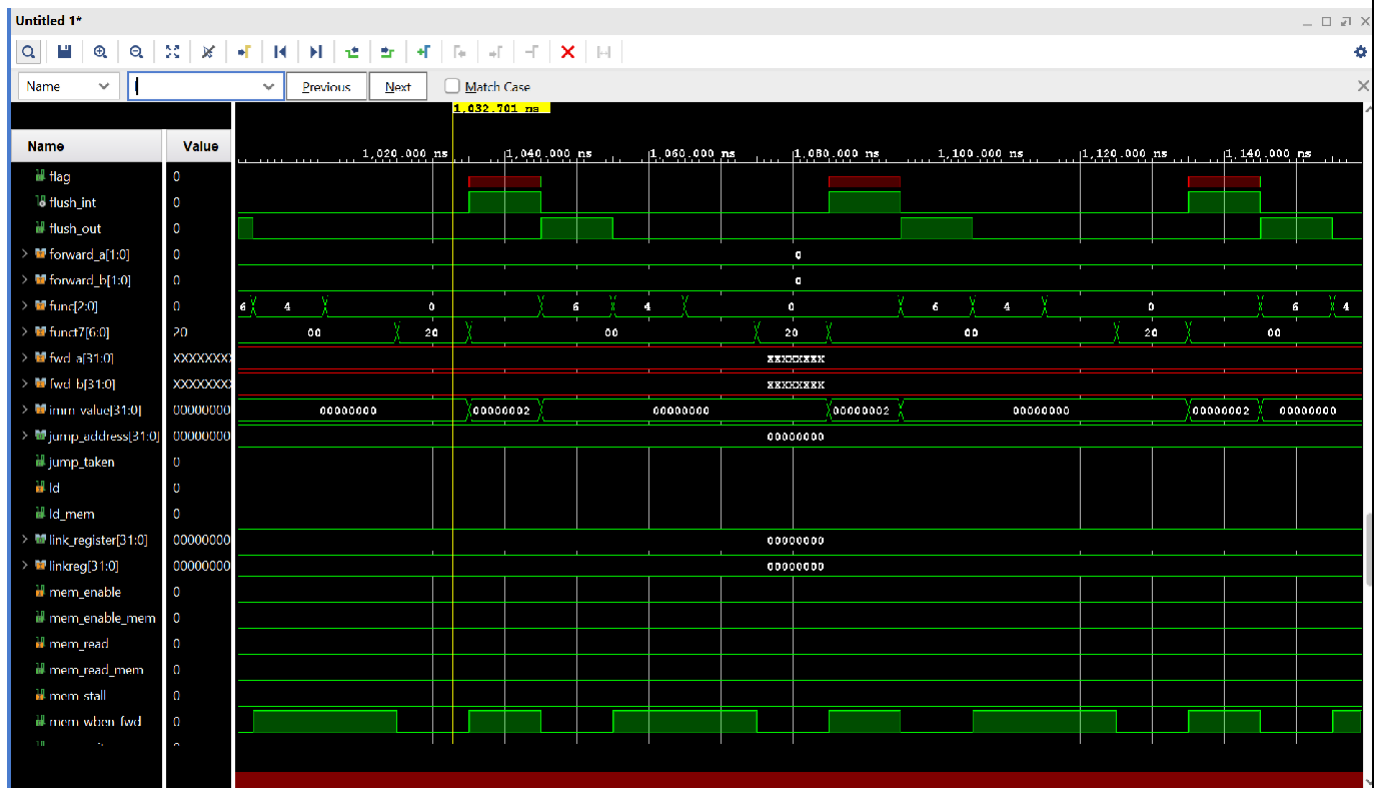 Untitled 1*
Name Previous Next Match Case
1,032.701 ns
Name Value 1,020.000 ns 1,040.000 ns 1,060.000 ns 1,080.000 ns 1,100.000 ns 1,120.000 ns 1,140.000 ns
flag 0
flush_int 0
flush_out 0
forward_a[1:0] 0 0
forward_b[1:0] 0 0
func[2:0] 0 6 4 0 6 4 0 6 4 0 6 4
funct7[6:0] 20 00 20 00 20 00 20 00
fwd_a[31:0] XXXXXXXX XXXXXXXX
fwd_b[31:0] XXXXXXXX XXXXXXXX
imm_value[31:0] 00000000 00000000 00000002 00000000 00000002 00000000 00000002 00000000
jump_address[31:0] 00000000 00000000
jump_taken 0
ld 0
ld_mem 0
link_register[31:0] 00000000 00000000
linkreg[31:0] 00000000 00000000
mem_enable 0
mem_enable_mem 0
mem_read 0
mem_read_mem 0
mem_stall 0
mem_wben_fwd 0